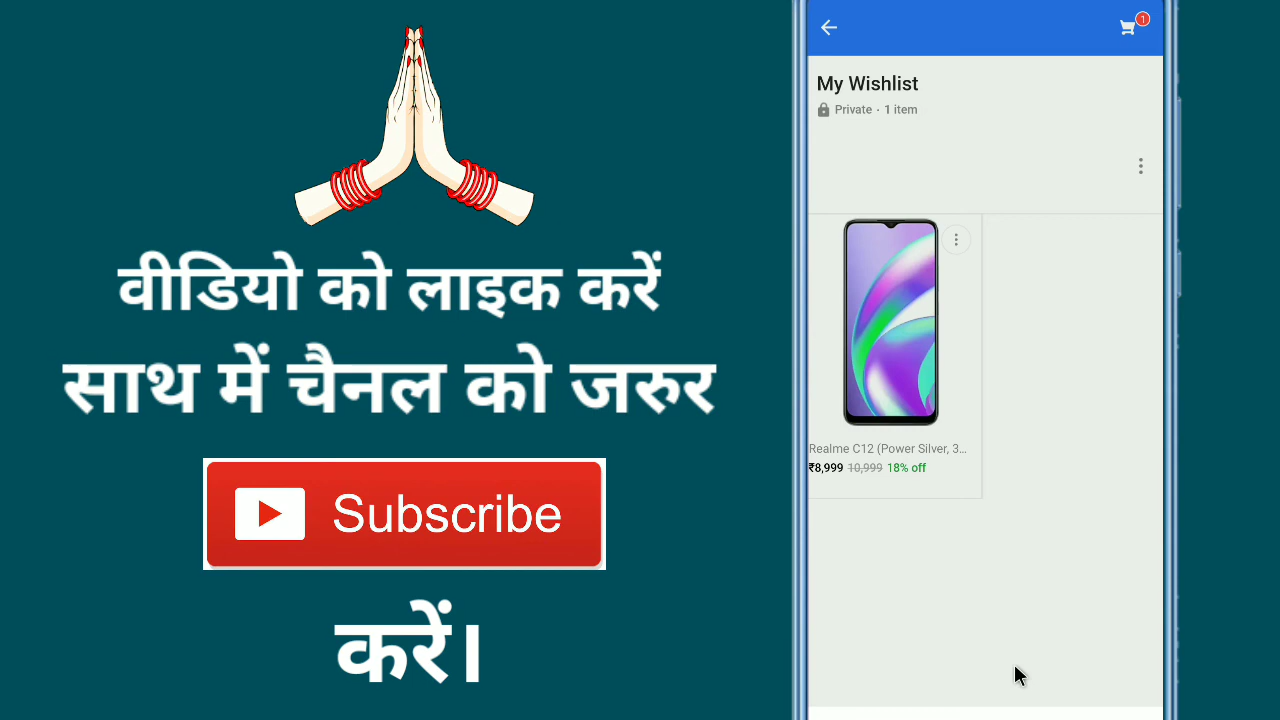 वीडियो को लाइक करें
साथ में चैनल को जरुर
Subscribe
करें।
1
My Wishlist
Private · 1 item
Realme C12 (Power Silver, 3...
₹8,999 10,999 18% off